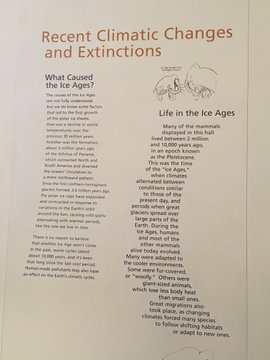 Recent Climatic Changes
and Extinctions
What Caused
the Ice Ages?
The causes of the Ice Ages
are not fully understood,
but we do know some factors
that led to the first growth
of the polar ice sheets.
One was a decline in world
temperatures over the
previous 30 million years.
Another was the formation,
about 5 million years ago,
of the Isthmus of Panama,
which connected North and
South America and diverted
the oceans' circulation to
a more northward pattern.
Since the first northern-hemisphere
glaciers formed, 2.6 million years ago,
the polar ice caps have expanded
and contracted in response to
variations in the Earth's orbit
around the Sun, causing cold spells
alternating with warmer periods,
like the one we live in now.
There is no reason to believe
that another Ice Age won't come.
In the past, warm cycles lasted
about 10,000 years, and it's been
that long since the last cool period.
Human-made pollutants may also have
an effect on the Earth's climatic cycles.
Life in the Ice Ages
Many of the mammals
displayed in this hall
lived between 2 million
and 10,000 years ago,
in an epoch known
as the Pleistocene.
This was the time
of the "Ice Ages,"
when climates
alternated between
conditions similar
to those of the
present day, and
periods when great
glaciers spread over
large parts of the
Earth. During the
Ice Ages, humans
and most of the
other mammals
alive today evolved.
Many were adapted to
the cooler environments.
Some were fur-covered,
or "woolly." Others were
giant-sized animals,
which lose less body heat
than small ones.
Great migrations also
took place, as changing
climates forced many species
to follow shifting habitats
or adapt to new ones.